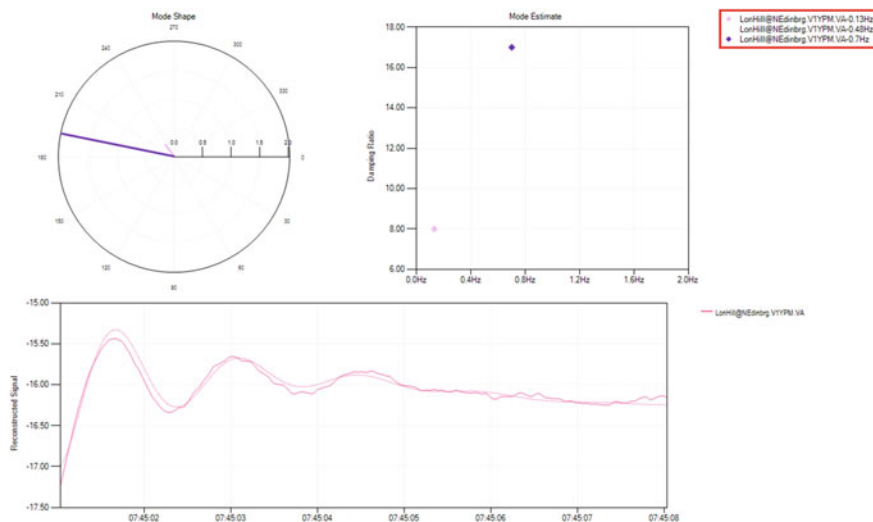 Mode Shape
270
240
300
210
330
180
0.0
0.5
1.0
1.5
2.0
0
150
30
120
60
90
Mode Estimate
18.00
16.00
14.00
12.00
10.00
8.00
6.00
Damping Ratio
0.0Hz
0.4Hz
0.8Hz
1.2Hz
1.6Hz
2.0Hz
LonHill@NEdinbrg.V1YPM.VA-0.13Hz
LonHill@NEdinbrg.V1YPM.VA-0.48Hz
LonHill@NEdinbrg.V1YPM.VA-0.7Hz
-15.00
-15.50
-16.00
-16.50
-17.00
-17.50
Reconstructed Signal
07:45:02
07:45:03
07:45:04
07:45:05
07:45:06
07:45:07
07:45:08
LonHill@NEdinbrg.V1YPM.VA